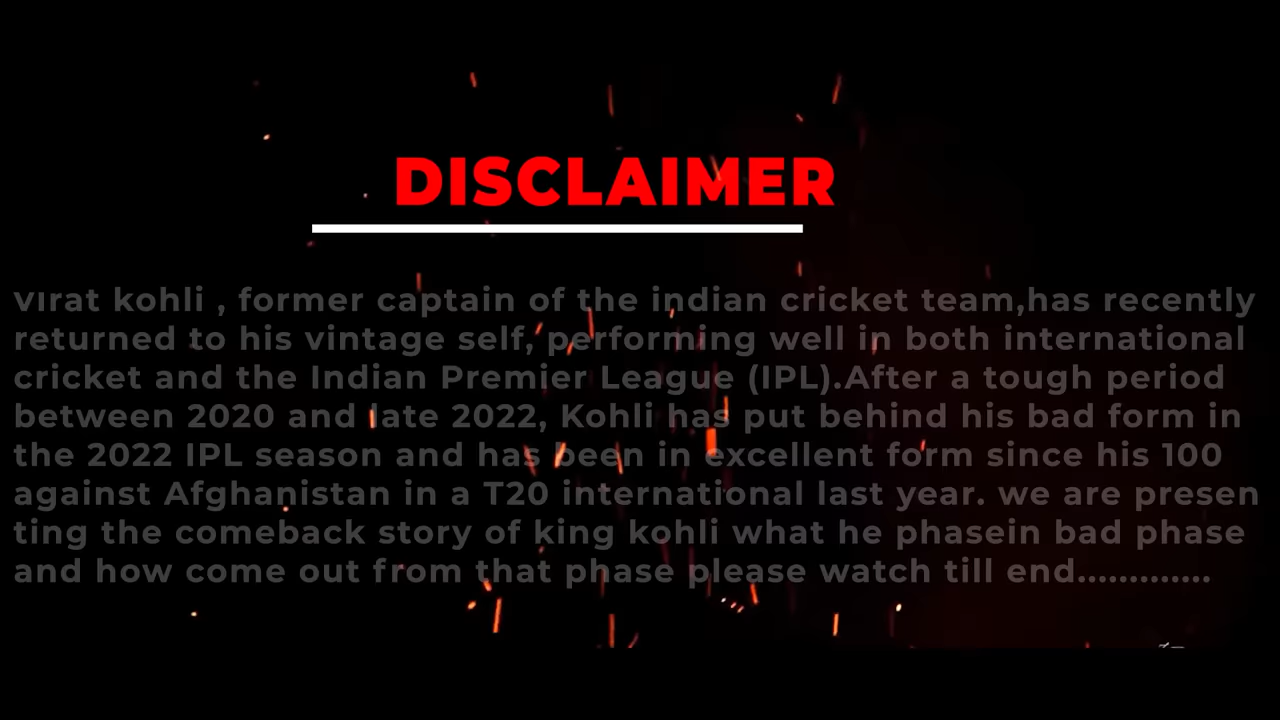 DISCLAIMER
vırat kohli , former captain of the indian cricket team,has recently
returned to his vintage self, performing well in both international
cricket and the Indian Premier League (IPL).After a tough period
between 2020 and late 2022, Kohli has put behind his bad form in
the 2022 IPL season and has been in excellent form since his 100
against Afghanistan in a T20 international last year. we are presen
ting the comeback story of king kohli what he phasein bad phase
and how come out from that phase please watch till end.............